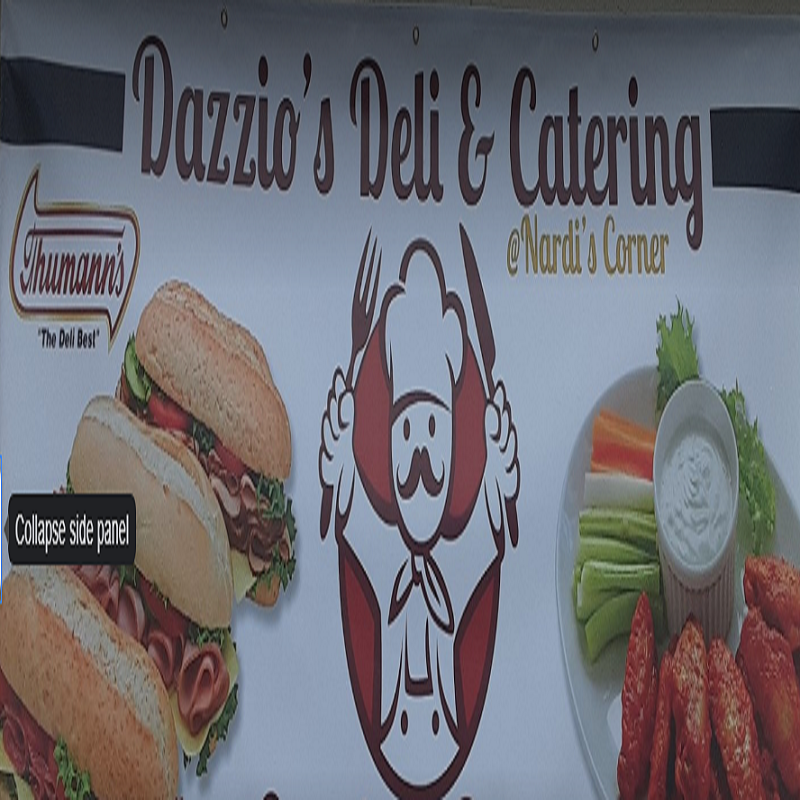 Dazzio's Deli & Catering
@Nardi's Corner
Thumann's
"The Deli Best"
Collapse side panel